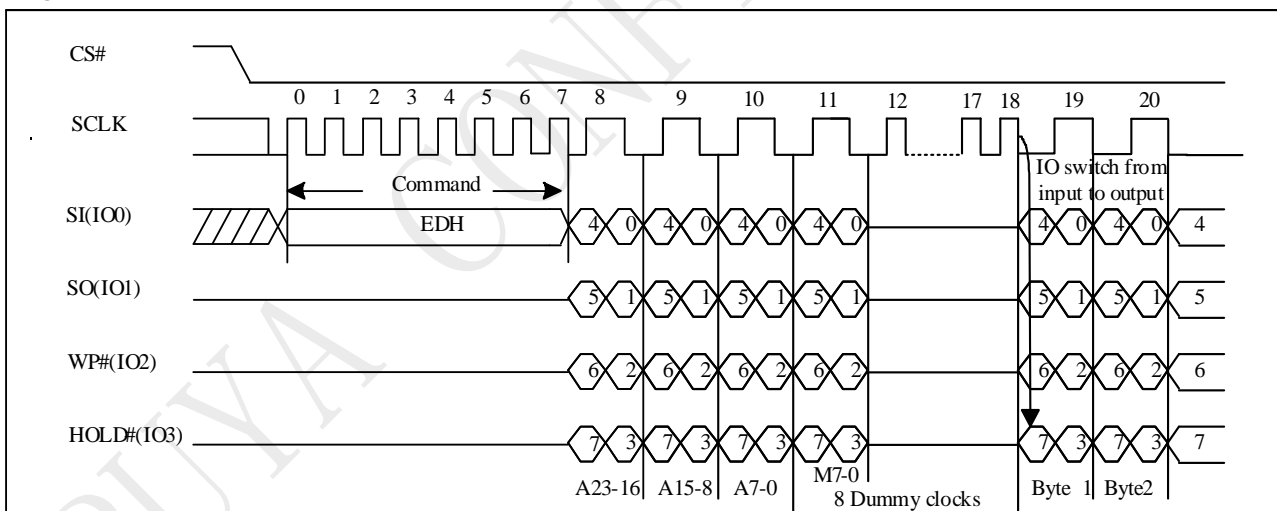 CS#
0 1 2 3 4 5 6 7 8 9 10 11 12 17 18 19 20
SCLK
Command
IO switch from
input to output
SI(IO0)
EDH
4 0 4 0 4 0 4 0 4 0 4 0 4
SO(IO1)
5 1 5 1 5 1 5 1 5 1 5 1 5
WP#(IO2)
6 2 6 2 6 2 6 2 6 2 6 2 6
HOLD#(IO3)
7 3 7 3 7 3 7 3 7 3 7 3 7
A23-16 A15-8 A7-0 M7-0
8 Dummy clocks
Byte 1 Byte2
PUYA CONF